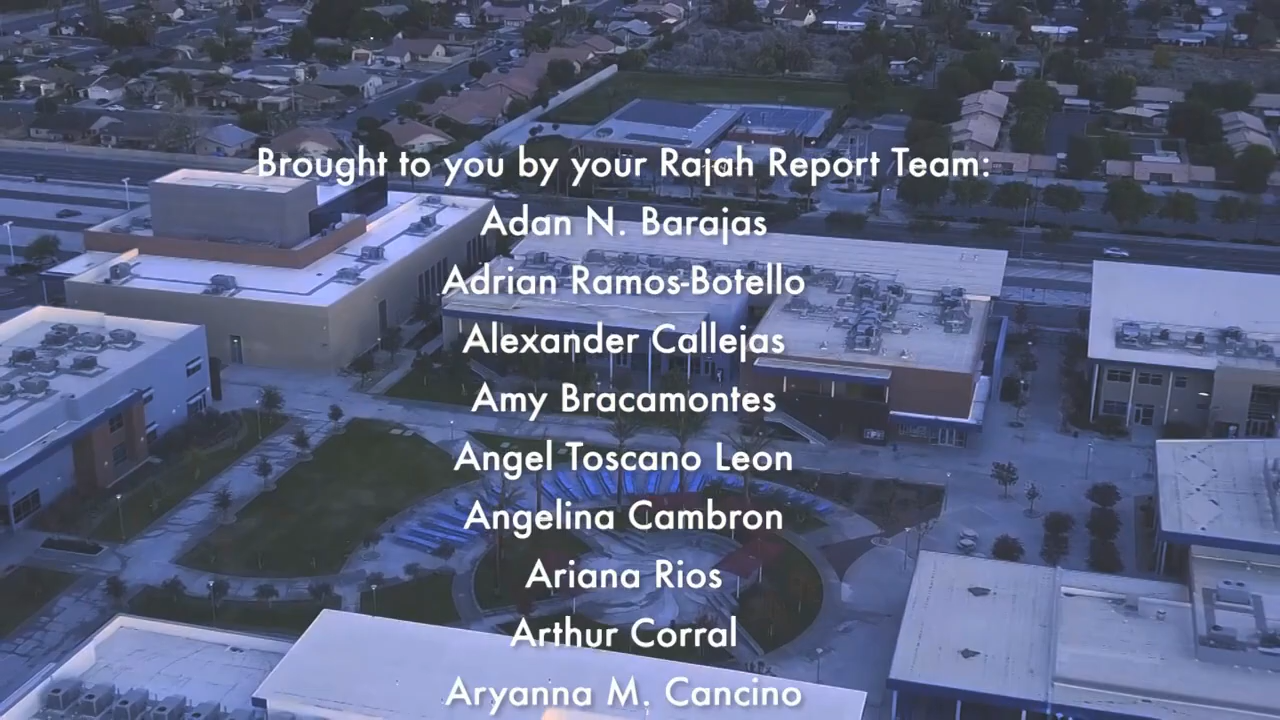 Brought to you by your Rajah Report Team:
Adan N. Barajas
Adrian Ramos-Botello
Alexander Callejas
Amy Bracamontes
Angel Toscano Leon
Angelina Cambron
Ariana Rios
Arthur Corral
Aryanna M. Cancino